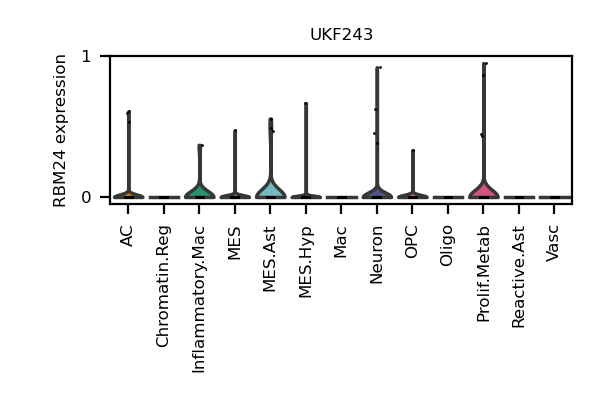 UKF243
RBM24 expression
1
0
AC
Chromatin.Reg
Inflammatory.Mac
MES
MES.Ast
MES.Hyp
Mac
Neuron
OPC
Oligo
Prolif.Metab
Reactive.Ast
Vasc